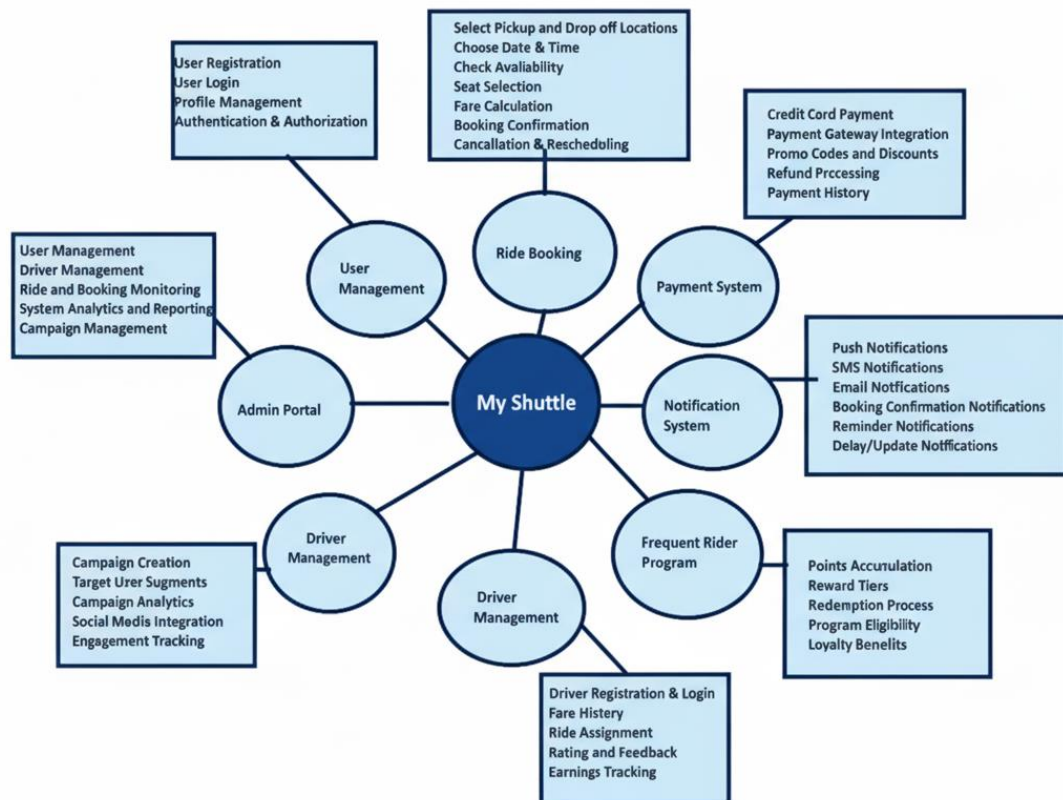 Select Pickup and Drop off Locations
Choose Date & Time
Check Avaliability
Seat Selection
Fare Calculation
Booking Confirmation
Cancallation & Rescheboling
User Registration
User Login
Profile Management
Authentication & Authorization
Credit Cord Payment
Payment Gateway Integration
Promo Codes and Discounts
Refund Prccessing
Payment History
Ride Booking
User
Management
Payment System
User Management
Driver Management
Ride and Booking Monitoring
System Analytics and Reporting
Campaign Management
Push Notifications
SMS Notifications
Email Notfications
Booking Confirmation Notifications
Reminder Notifications
Delay/Update Notffications
My Shuttle
Admin Portal
Notification
System
Driver
Management
Frequent Rider
Program
Campaign Creation
Target Urer Sugments
Campaign Analytics
Social Medis Integration
Engagement Tracking
Driver
Management
Points Accutulation
Reward Tiers
Redemption Process
Program Eligibility
Loyalty Benefits
Driver Registration & Login
Fare Histery
Ride Assignment
Rating and Feedback
Earnings Tracking